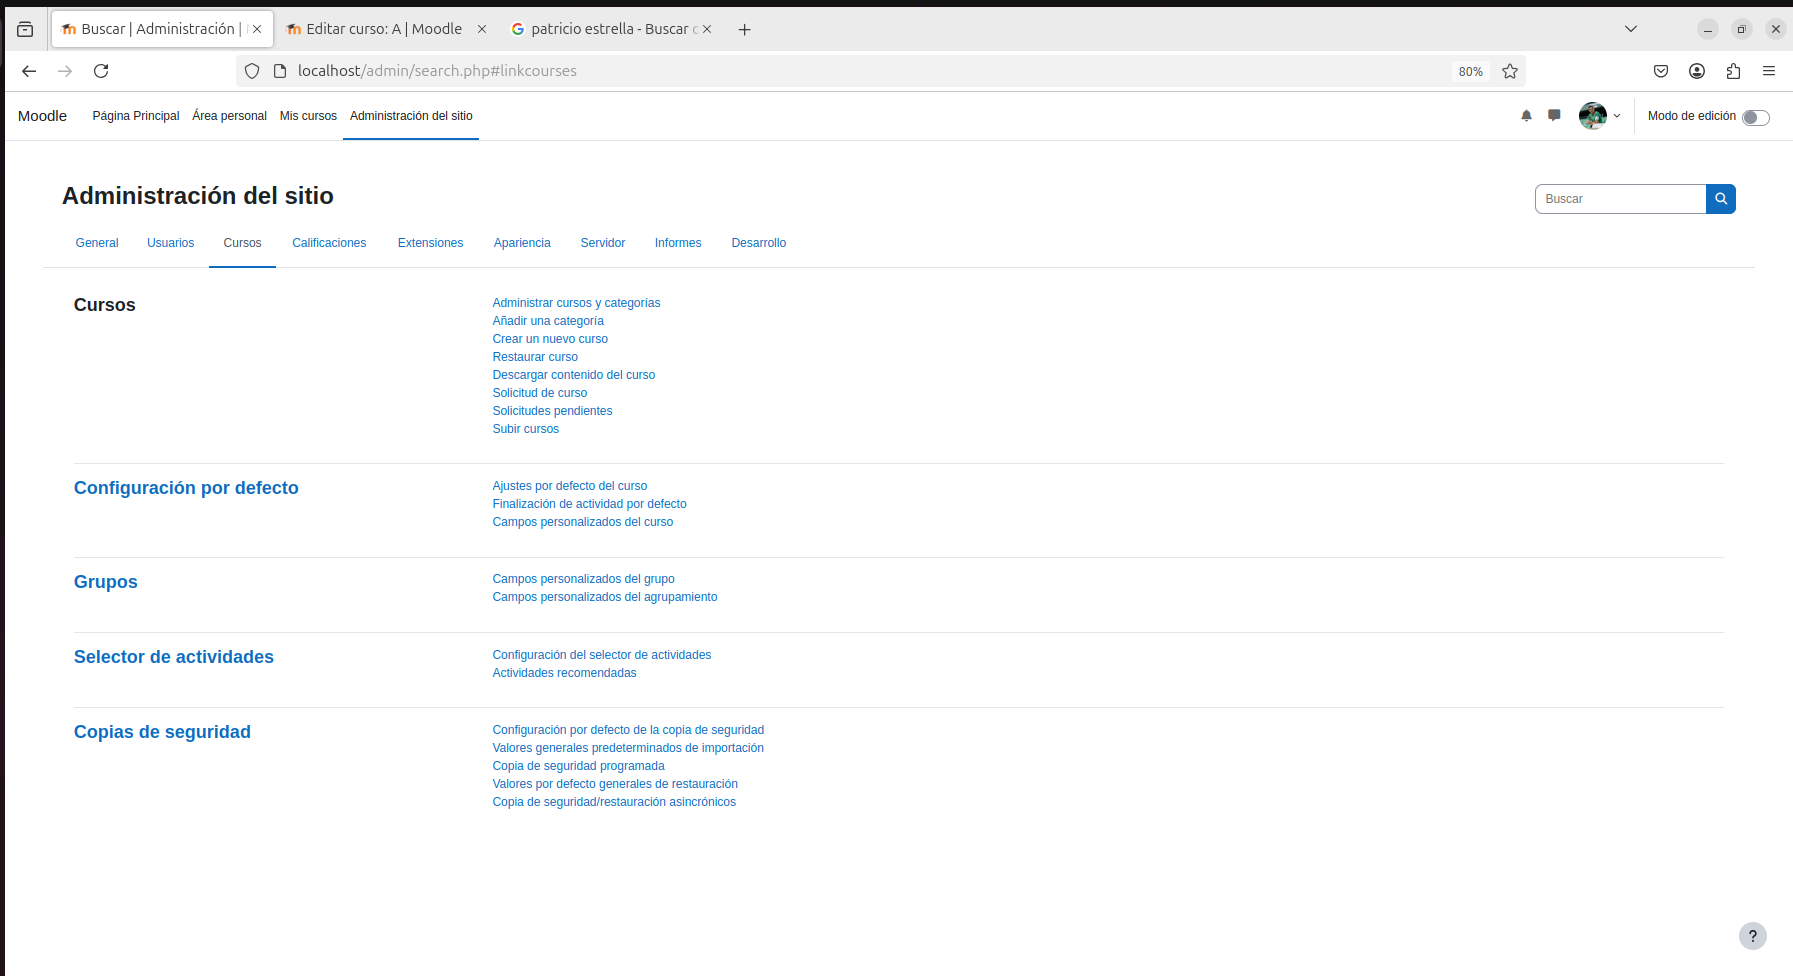 Buscar | Administración |
Editar curso: A | Moodle
patricio estrella - Buscar
localhost/admin/search.php#linkcourses
80%
Moodle
Página Principal
Área personal
Mis cursos
Administración del sitio
Modo de edición
Administración del sitio
Buscar
General
Usuarios
Cursos
Calificaciones
Extensiones
Apariencia
Servidor
Informes
Desarrollo
Cursos
Administrar cursos y categorías
Añadir una categoría
Crear un nuevo curso
Restaurar curso
Descargar contenido del curso
Solicitud de curso
Solicitudes pendientes
Subir cursos
Configuración por defecto
Ajustes por defecto del curso
Finalización de actividad por defecto
Campos personalizados del curso
Grupos
Campos personalizados del grupo
Campos personalizados del agrupamiento
Selector de actividades
Configuración del selector de actividades
Actividades recomendadas
Copias de seguridad
Configuración por defecto de la copia de seguridad
Valores generales predeterminados de importación
Copia de seguridad programada
Valores por defecto generales de restauración
Copia de seguridad/restauración asincrónicos
?